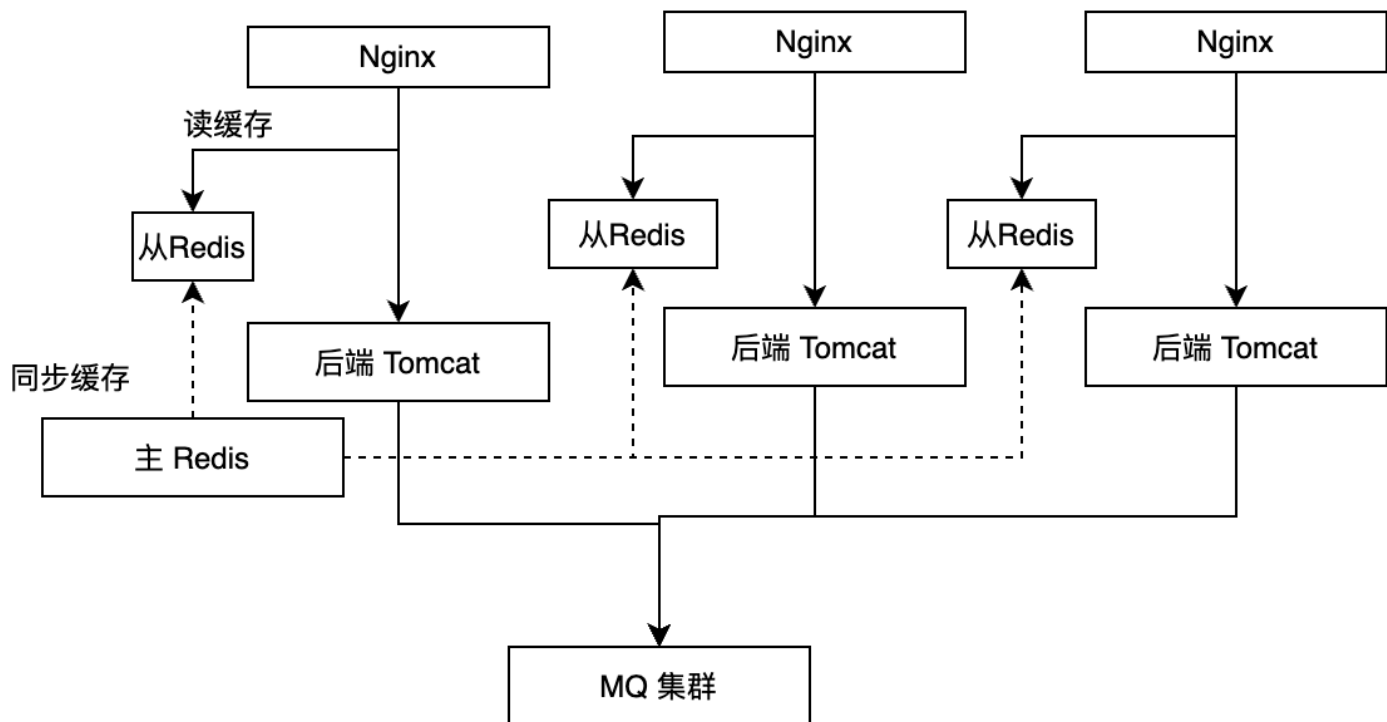 Nginx
Nginx
Nginx
读缓存
从Redis
从Redis
从Redis
后端 Tomcat
后端 Tomcat
后端 Tomcat
同步缓存
主 Redis
MQ 集群